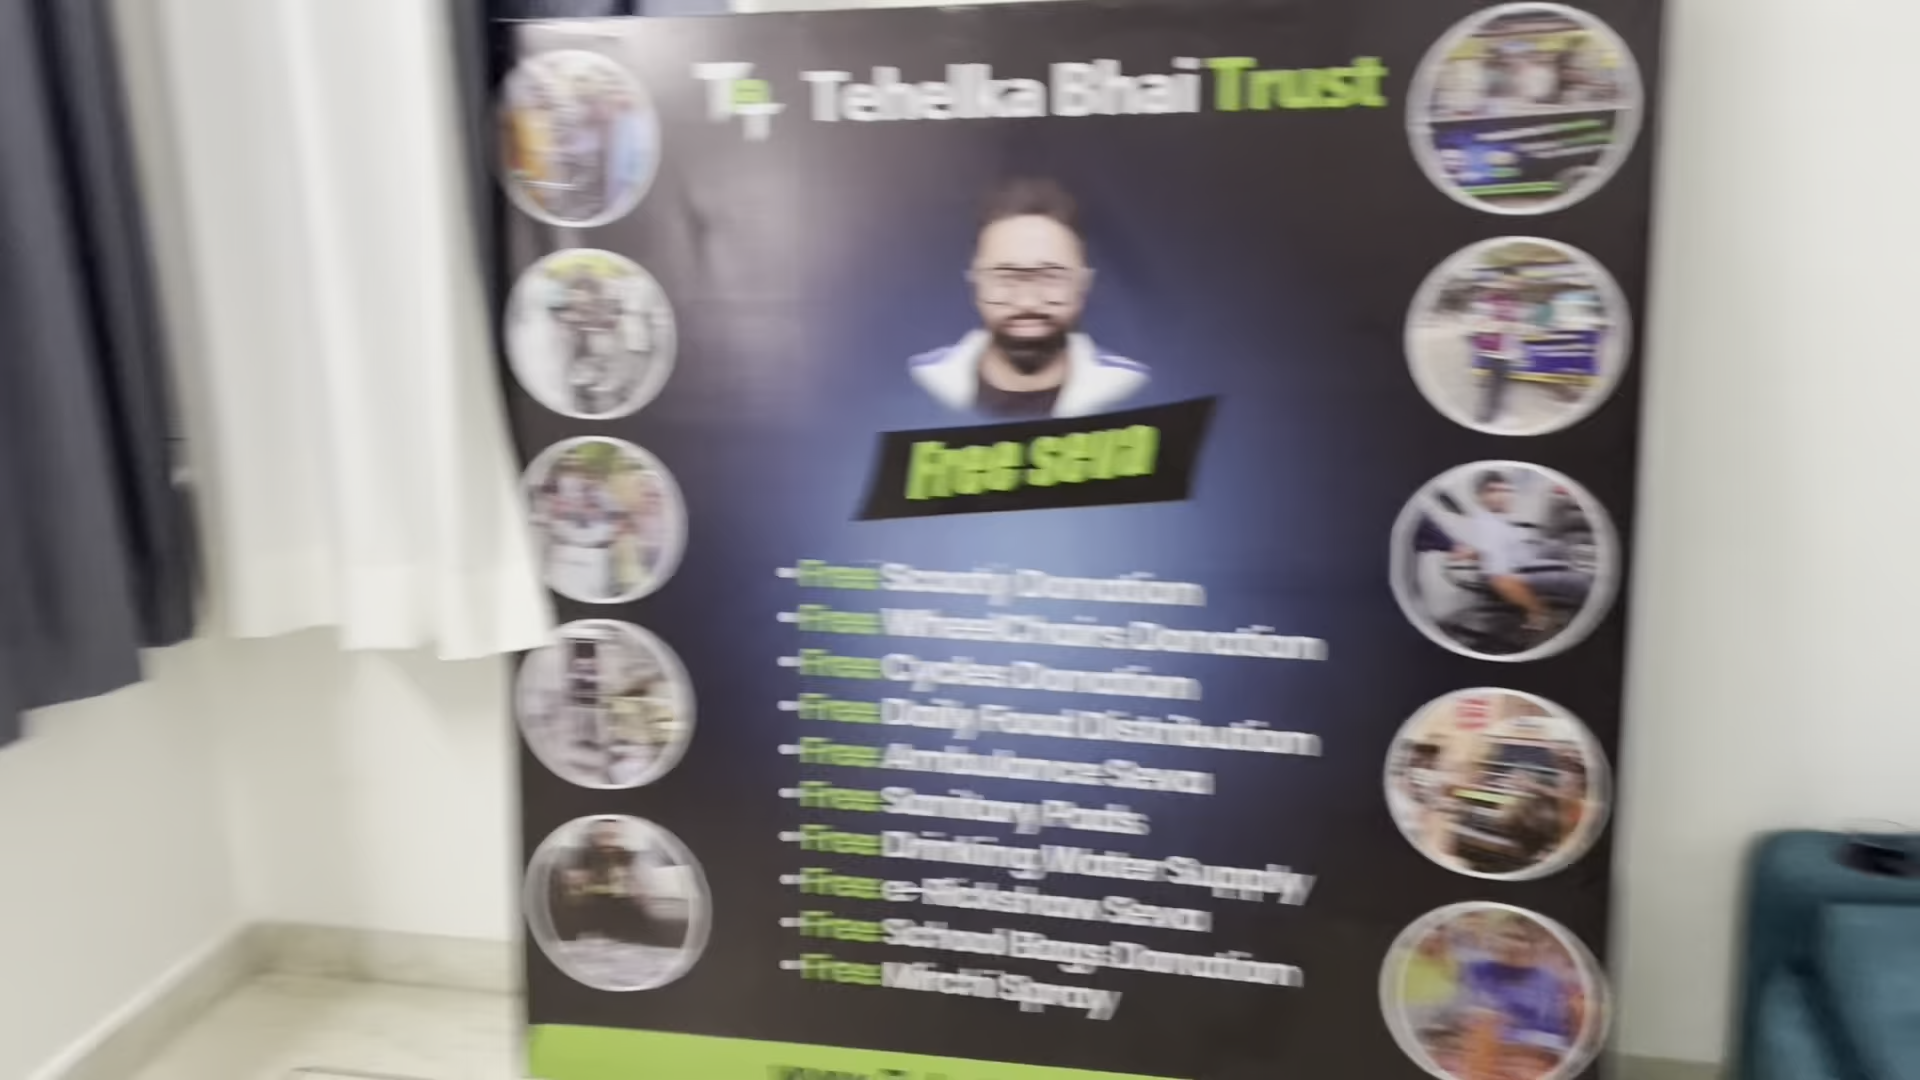 Tehelka Bhai Trust
Free seva
- Free Scooty Donation
- Free WheelChairs Donation
- Free Cycles Donation
- Free Daily Food Distribution
- Free Ambulance Seva
- Free Sanitary Pads
- Free Drinking Water Supply
- Free e-Rickshaw Seva
- Free School Bags Donation
- Free Mirchi Spray